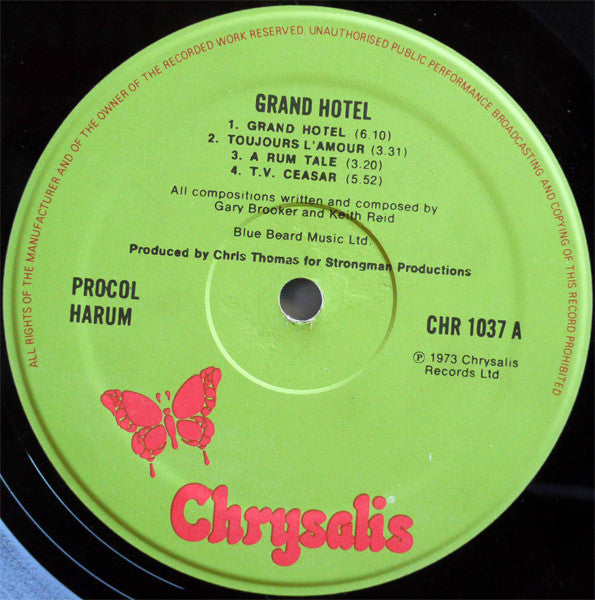 ALL RIGHTS OF THE MANUFACTURER AND OF THE OWNER OF THE RECORDED WORK RESERVED. UNAUTHORISED PUBLIC PERFORMANCE BROADCASTING AND COPYING OF THIS RECORD PROHIBITED
GRAND HOTEL
1. GRAND HOTEL (6.10)
2. TOUJOURS L'AMOUR (3.31)
3. A RUM TALE (3.20)
4. T.V. CEASAR (5.52)
All compositions written and composed by
Gary Brooker and Keith Reid
Blue Beard Music Ltd.
Produced by Chris Thomas for Strongman Productions
PROCOL
HARUM
CHR 1037 A
℗ 1973 Chrysalis
Records Ltd
Chrysalis